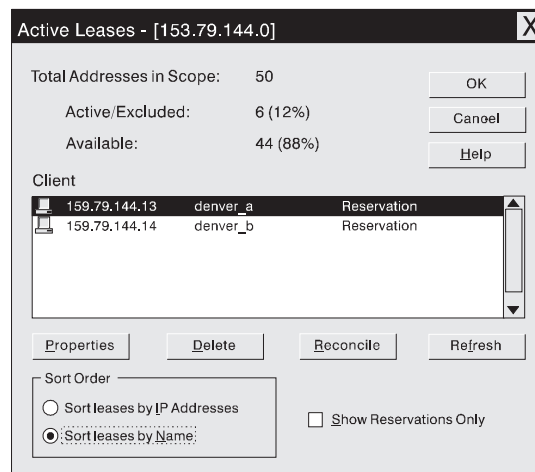 Active Leases - [153.79.144.0]
X
Total Addresses in Scope: 50
OK
Active/Excluded: 6 (12%)
Cancel
Available: 44 (88%)
Help
Client
159.79.144.13 denver_a Reservation
159.79.144.14 denver_b Reservation
Properties Delete Reconcile Refresh
Sort Order
Sort leases by IP Addresses
Show Reservations Only
Sort leases by Name